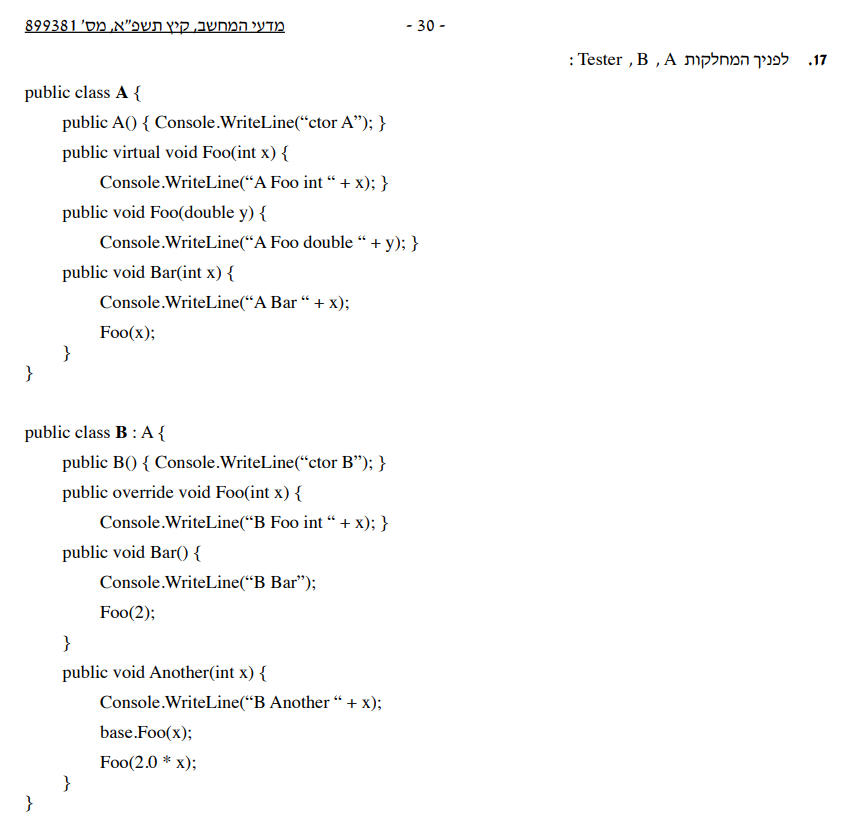 מדעי המחשב, קיץ תשפ"א, מס' 899381 - 30 -
17. לפניך המחלקות Tester , B , A :
public class A {
public A() { Console.WriteLine(“ctor A”); }
public virtual void Foo(int x) {
Console.WriteLine(“A Foo int “ + x); }
public void Foo(double y) {
Console.WriteLine(“A Foo double “ + y); }
public void Bar(int x) {
Console.WriteLine(“A Bar “ + x);
Foo(x);
}
}
public class B : A {
public B() { Console.WriteLine(“ctor B”); }
public override void Foo(int x) {
Console.WriteLine(“B Foo int “ + x); }
public void Bar() {
Console.WriteLine(“B Bar”);
Foo(2);
}
public void Another(int x) {
Console.WriteLine(“B Another “ + x);
base.Foo(x);
Foo(2.0 * x);
}
}